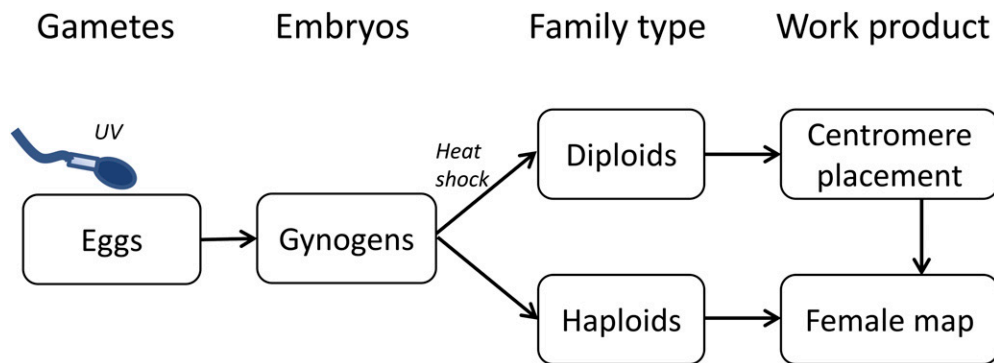 Gametes
Embryos
Family type
Work product
UV
Heat
shock
Eggs
Gynogens
Diploids
Centromere
placement
Haploids
Female map